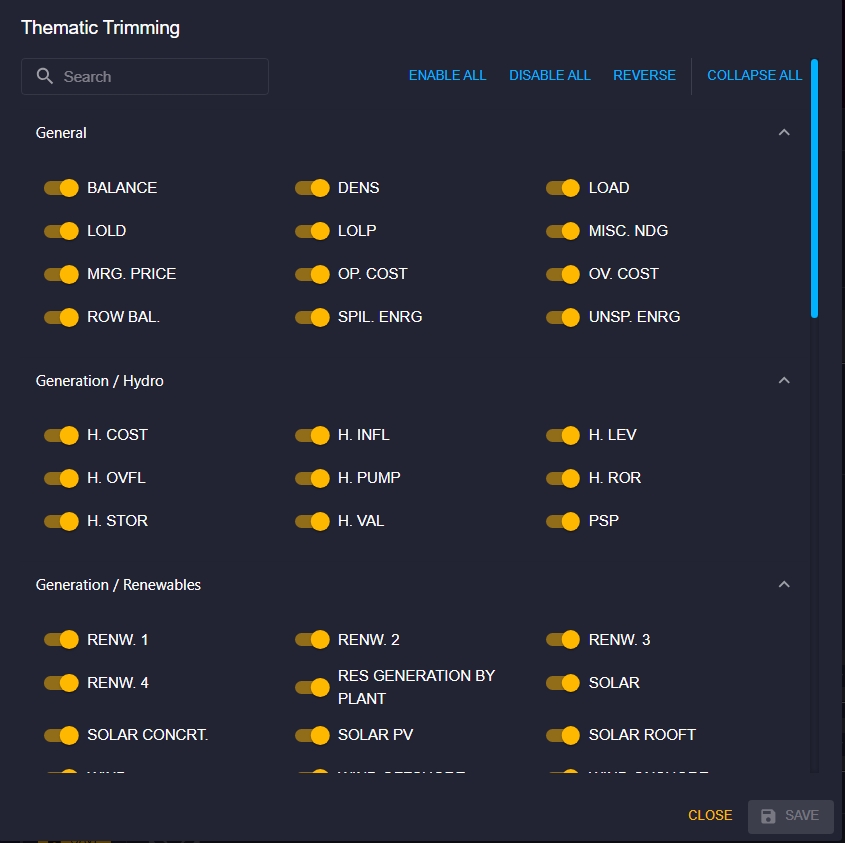 Thematic Trimming
Search
ENABLE ALL DISABLE ALL REVERSE COLLAPSE ALL
General
BALANCE DENS LOAD
LOLD LOLP MISC. NDG
MRG. PRICE OP. COST OV. COST
ROW BAL. SPIL. ENRG UNSP. ENRG
Generation / Hydro
H. COST H. INFL H. LEV
H. OVFL H. PUMP H. ROR
H. STOR H. VAL PSP
Generation / Renewables
RENW. 1 RENW. 2 RENW. 3
RENW. 4 RES GENERATION BY PLANT SOLAR
SOLAR CONCRT. SOLAR PV SOLAR ROOFT
CLOSE SAVE